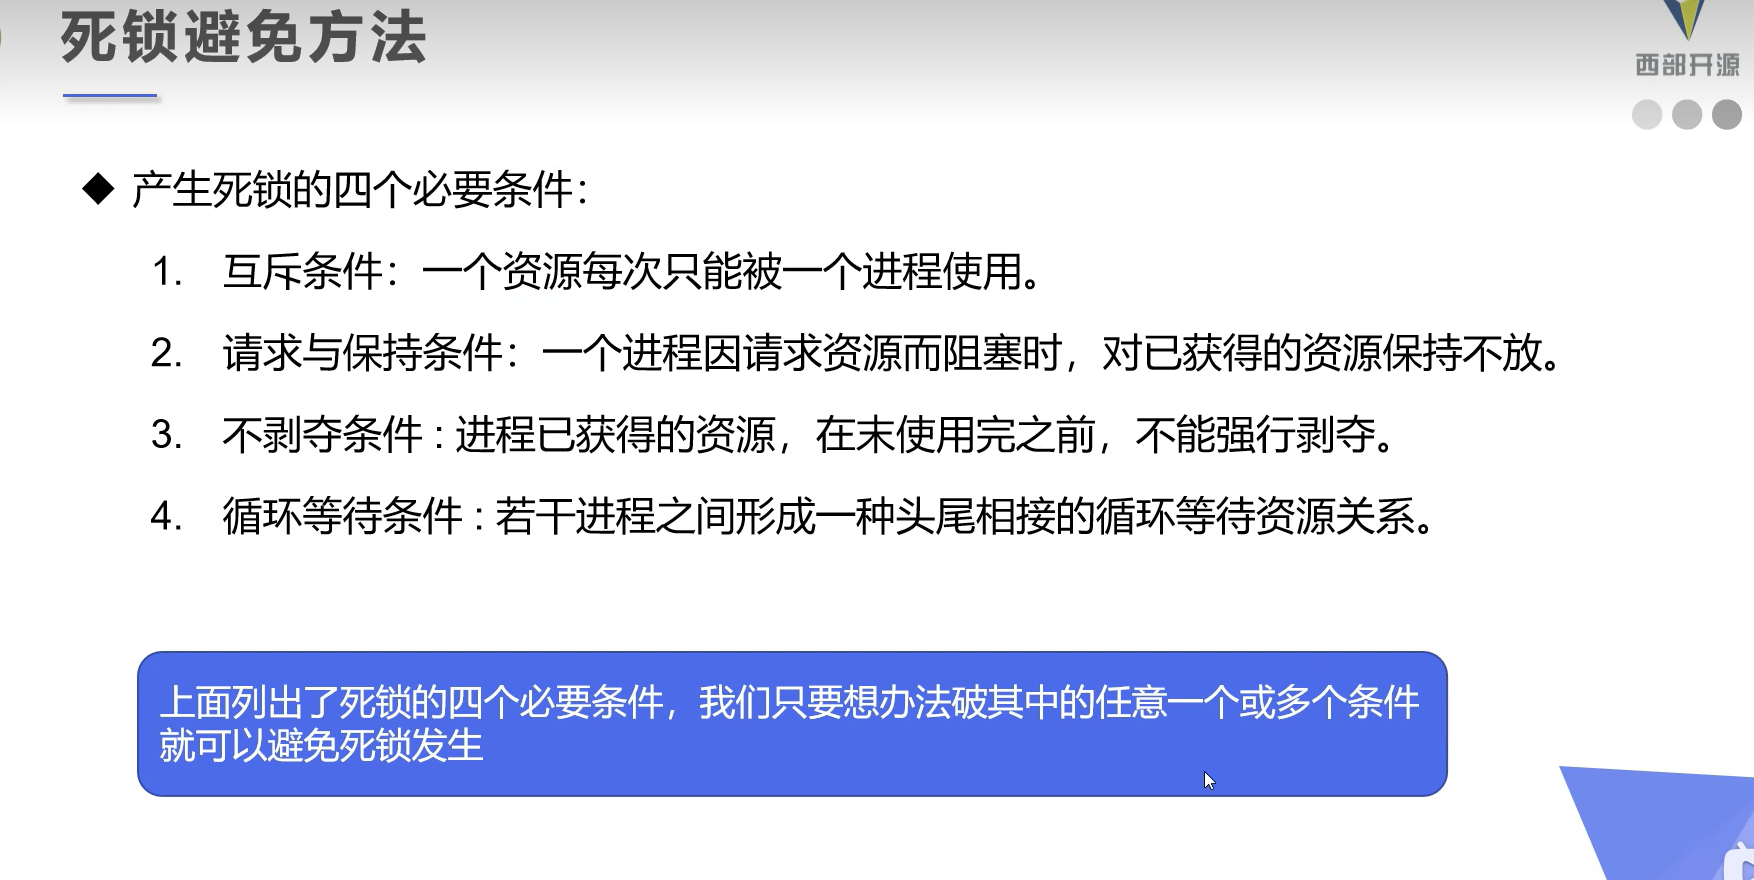 死锁避免方法
西部开源
◆ 产生死锁的四个必要条件：
1. 互斥条件：一个资源每次只能被一个进程使用。
2. 请求与保持条件：一个进程因请求资源而阻塞时，对已获得的资源保持不放。
3. 不剥夺条件 : 进程已获得的资源，在末使用完之前，不能强行剥夺。
4. 循环等待条件 : 若干进程之间形成一种头尾相接的循环等待资源关系。
上面列出了死锁的四个必要条件，我们只要想办法破其中的任意一个或多个条件
就可以避免死锁发生